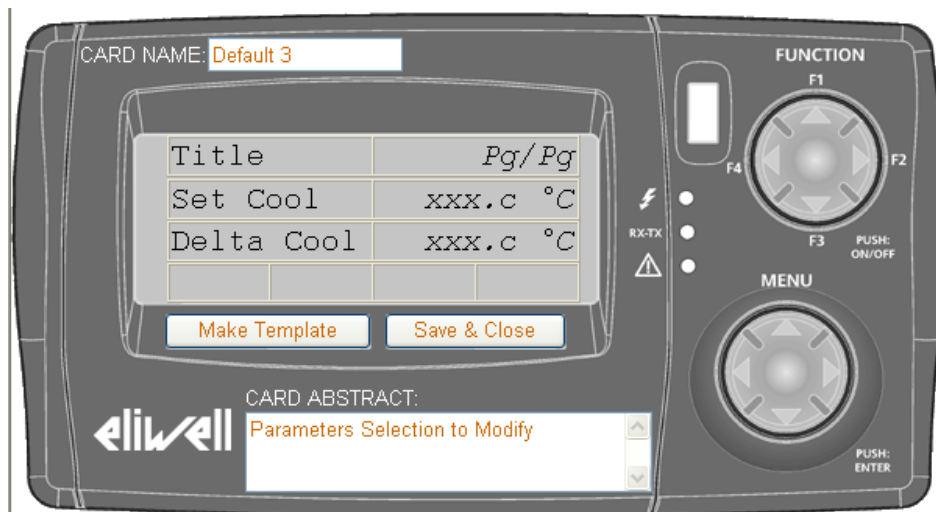 CARD NAME: Default 3
FUNCTION
F1
F4
F2
F3
PUSH:
ON/OFF
Title Pg/Pg
Set Cool xxx.c °C
Delta Cool xxx.c °C
RX-TX
Make Template Save & Close
MENU
CARD ABSTRACT:
Parameters Selection to Modify
eliwell
PUSH:
ENTER